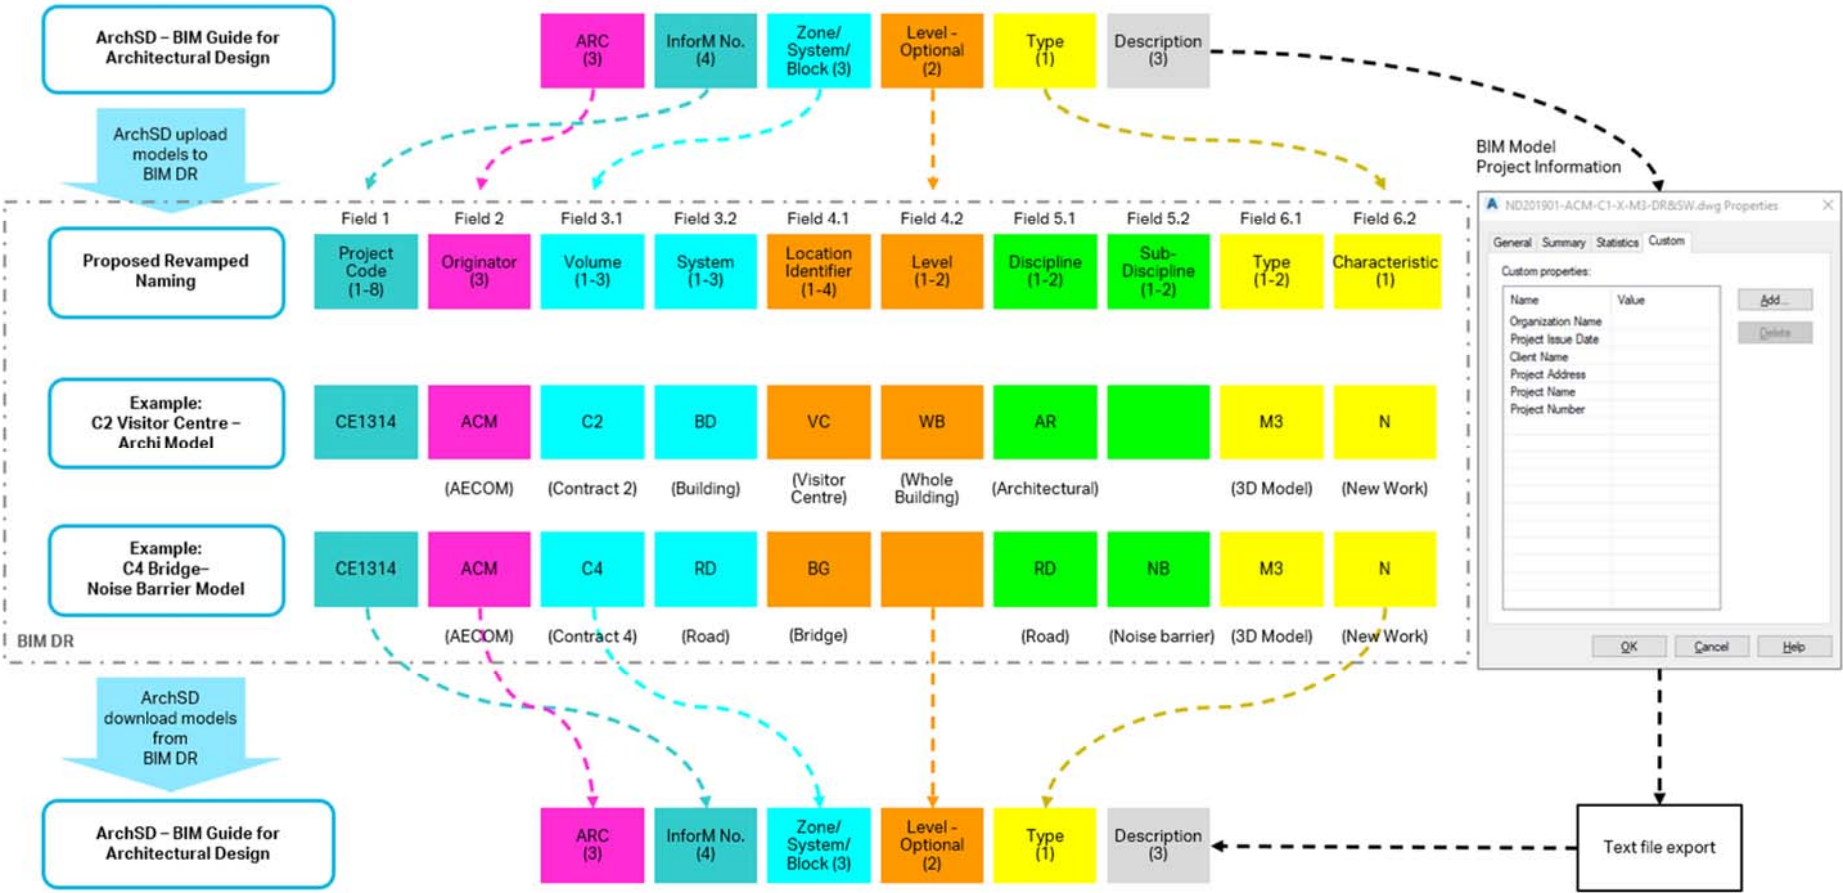 ArchSD – BIM Guide for
Architectural Design
ARC
(3)
InforM No.
(4)
Zone/
System/
Block (3)
Level -
Optional
(2)
Type
(1)
Description
(3)
ArchSD upload
models to
BIM DR
BIM Model
Project Information
Field 1
Field 2
Field 3.1
Field 3.2
Field 4.1
Field 4.2
Field 5.1
Field 5.2
Field 6.1
Field 6.2
Proposed Revamped
Naming
Project
Code
(1-8)
Originator
(3)
Volume
(1-3)
System
(1-3)
Location
Identifier
(1-4)
Level
(1-2)
Discipline
(1-2)
Sub-
Discipline
(1-2)
Type
(1-2)
Characteristic
(1)
Example:
C2 Visitor Centre –
Archi Model
CE1314
ACM
C2
BD
VC
WB
AR
M3
N
(AECOM)
(Contract 2)
(Building)
(Visitor
Centre)
(Whole
Building)
(Architectural)
(3D Model)
(New Work)
Example:
C4 Bridge–
Noise Barrier Model
CE1314
ACM
C4
RD
BG
RD
NB
M3
N
BIM DR
(AECOM)
(Contract 4)
(Road)
(Bridge)
(Road)
(Noise barrier)
(3D Model)
(New Work)
ND201901-ACM-C1-X-M3-DR&SW.dwg Properties
General
Summary
Statistics
Custom
Custom properties:
Name
Value
Organization Name
Project Issue Date
Client Name
Project Address
Project Name
Project Number
Add...
Delete
OK
Cancel
Help
ArchSD
download models
from
BIM DR
ArchSD – BIM Guide for
Architectural Design
ARC
(3)
InforM No.
(4)
Zone/
System/
Block (3)
Level -
Optional
(2)
Type
(1)
Description
(3)
Text file export